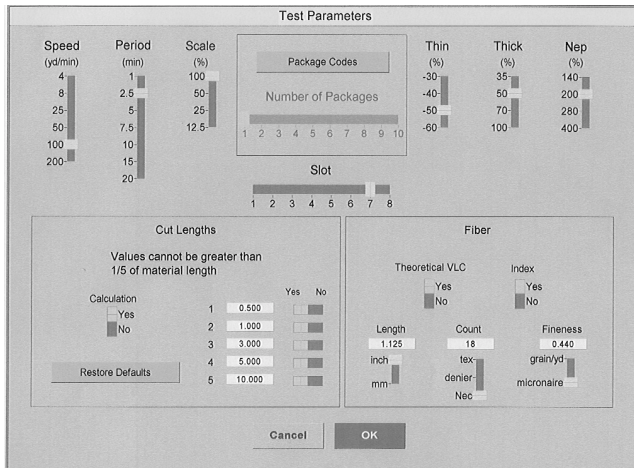 Test Parameters
Speed
(yd/min)
4
8
25
50
100
200
Period
(min)
1
2.5
5
7.5
10
15
20
Scale
(%)
100
50
25
12.5
Package Codes
Number of Packages
1 2 3 4 5 6 7 8 9 10
Thin
(%)
-30
-40
-50
-60
Thick
(%)
35
50
70
100
Nep
(%)
140
200
280
400
Slot
1 2 3 4 5 6 7 8
Cut Lengths
Values cannot be greater than
1/5 of material length
Calculation
Yes
No
Restore Defaults
Yes No
1 0.500
2 1.000
3 3.000
4 5.000
5 10.000
Fiber
Theoretical VLC
Yes
No
Index
Yes
No
Length
1.125
inch
mm
Count
18
tex
denier
Nec
Fineness
0.440
grain/yd
micronaire
Cancel
OK